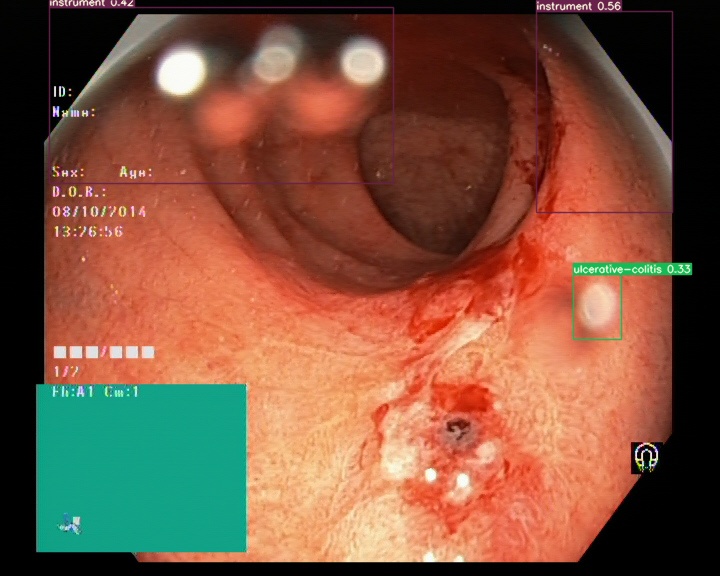 instrument 0.42
instrument 0.56
ID:
Name:
Sex: Age:
D.O.B.:
08/10/2014
13:26:56
ulcerative-colitis 0.33
1/2
Eh:A1 Cm:1